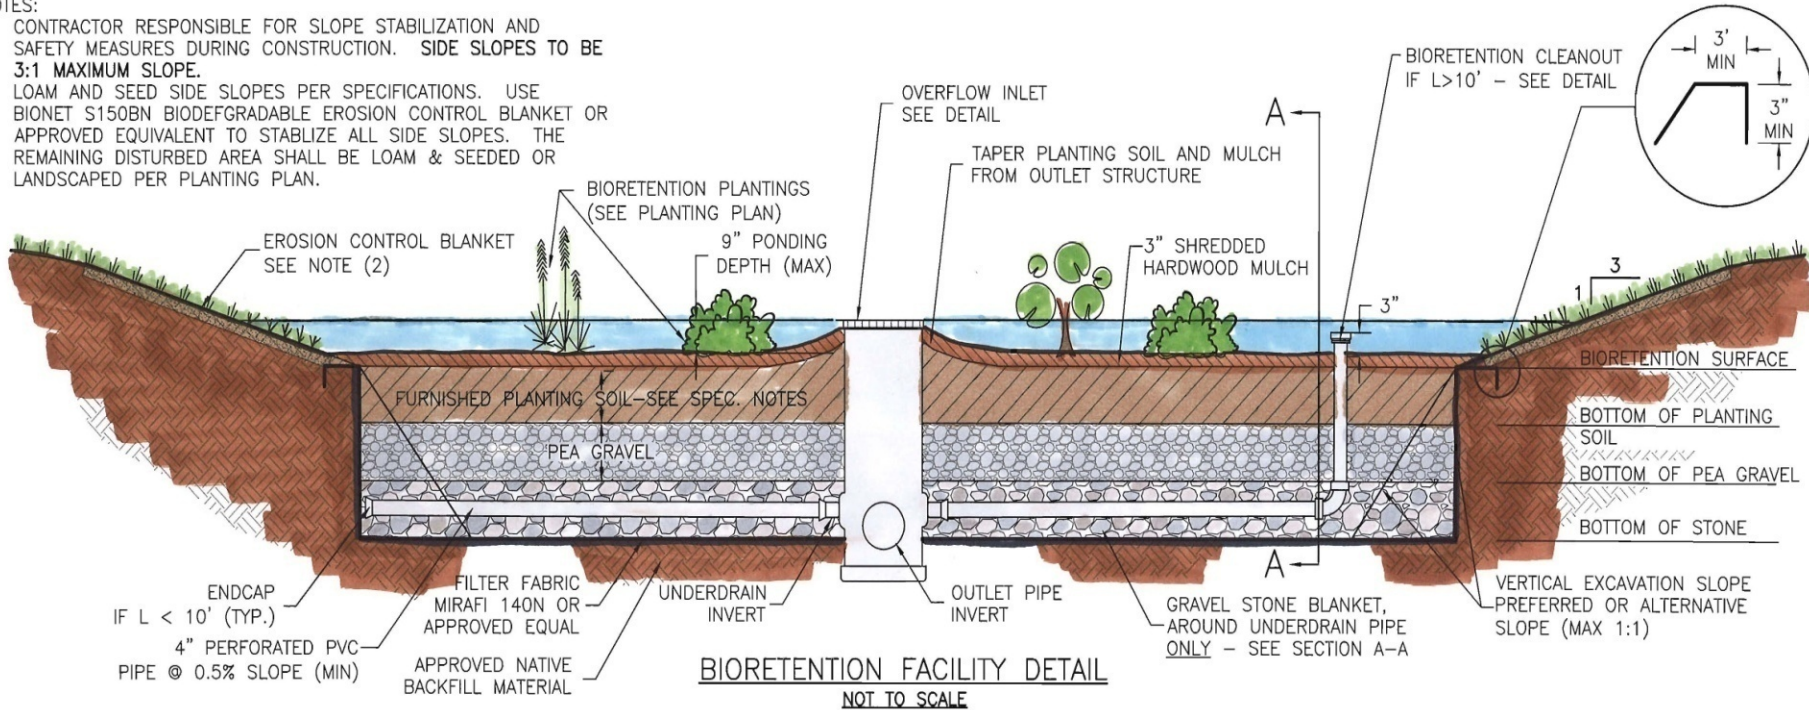 OTES:
CONTRACTOR RESPONSIBLE FOR SLOPE STABILIZATION AND
SAFETY MEASURES DURING CONSTRUCTION. SIDE SLOPES TO BE
3:1 MAXIMUM SLOPE.
LOAM AND SEED SIDE SLOPES PER SPECIFICATIONS. USE
BIONET S150BN BIODEFGRADABLE EROSION CONTROL BLANKET OR
APPROVED EQUIVALENT TO STABLIZE ALL SIDE SLOPES. THE
REMAINING DISTURBED AREA SHALL BE LOAM & SEEDED OR
LANDSCAPED PER PLANTING PLAN.
EROSION CONTROL BLANKET
SEE NOTE (2)
BIORETENTION PLANTINGS
(SEE PLANTING PLAN)
9" PONDING
DEPTH (MAX)
OVERFLOW INLET
SEE DETAIL
TAPER PLANTING SOIL AND MULCH
FROM OUTLET STRUCTURE
3" SHREDDED
HARDWOOD MULCH
A
BIORETENTION CLEANOUT
IF L>10' – SEE DETAIL
3'
MIN
3"
MIN
3
1
3"
FURNISHED PLANTING SOIL–SEE SPEC. NOTES
PEA GRAVEL
BIORETENTION SURFACE
BOTTOM OF PLANTING
SOIL
BOTTOM OF PEA GRAVEL
BOTTOM OF STONE
A
ENDCAP
IF L < 10' (TYP.)
4" PERFORATED PVC
PIPE @ 0.5% SLOPE (MIN)
FILTER FABRIC
MIRAFI 140N OR
APPROVED EQUAL
APPROVED NATIVE
BACKFILL MATERIAL
UNDERDRAIN
INVERT
OUTLET PIPE
INVERT
GRAVEL STONE BLANKET,
AROUND UNDERDRAIN PIPE
ONLY – SEE SECTION A–A
VERTICAL EXCAVATION SLOPE
PREFERRED OR ALTERNATIVE
SLOPE (MAX 1:1)
BIORETENTION FACILITY DETAIL
NOT TO SCALE